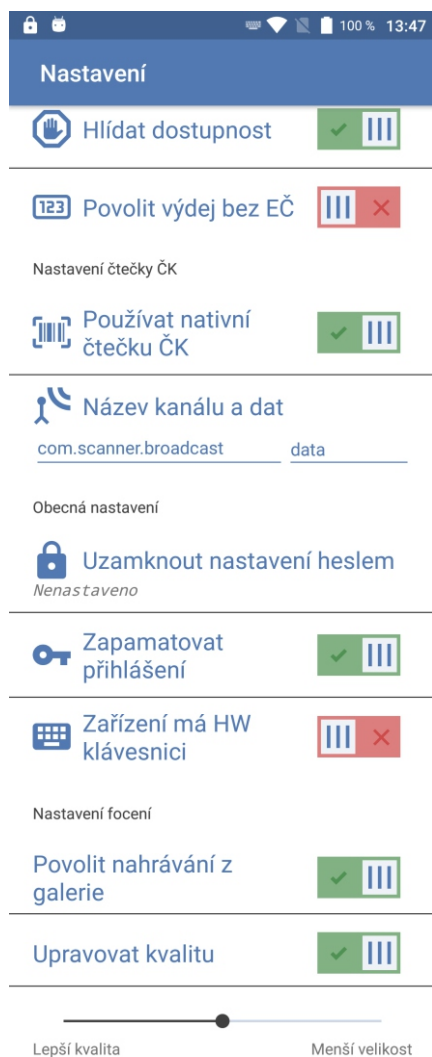 100 % 13:47
Nastavení
Hlídat dostupnost
123 Povolit výdej bez EČ
Nastavení čtečky ČK
Používat nativní
čtečku ČK
Název kanálu a dat
com.scanner.broadcast data
Obecná nastavení
Uzamknout nastavení heslem
Nenastaveno
Zapamatovat
přihlášení
Zařízení má HW
klávesnici
Nastavení focení
Povolit nahrávání z
galerie
Upravovat kvalitu
Lepší kvalita Menší velikost